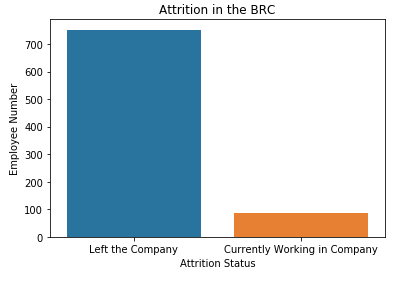 Attrition in the BRC
Employee Number
700
600
500
400
300
200
100
0
Left the Company
Currently Working in Company
Attrition Status